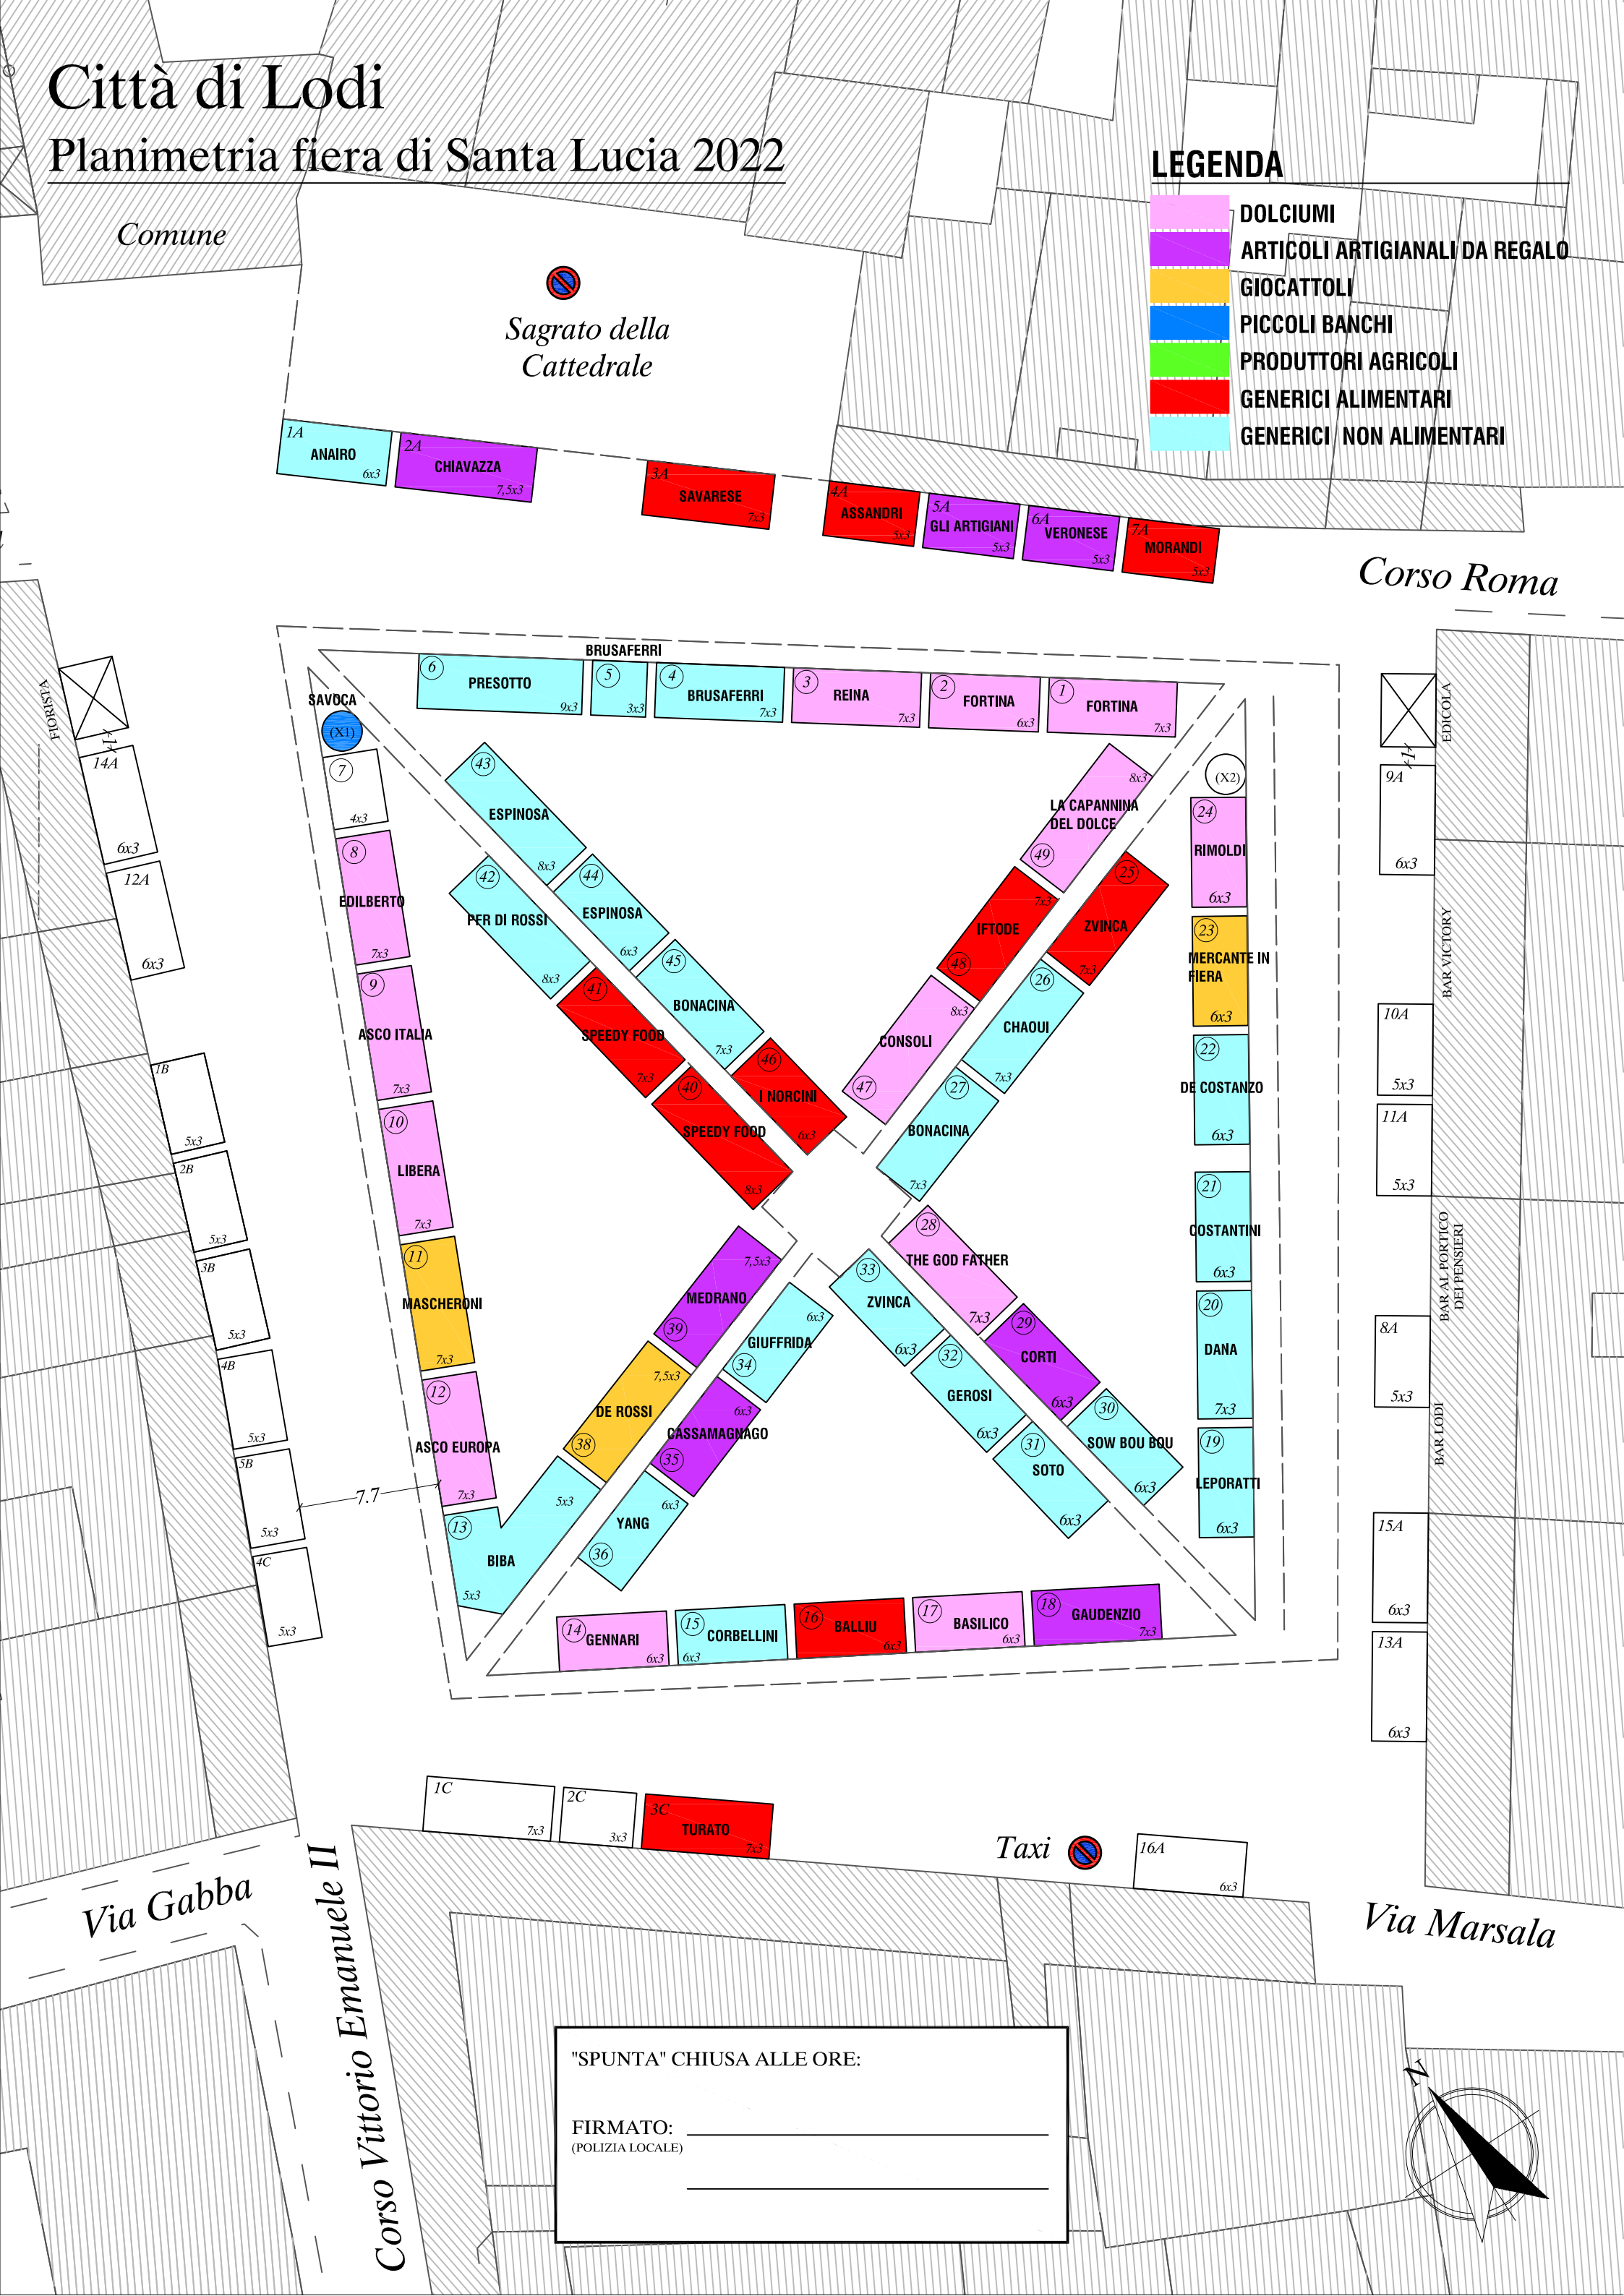 Città di Lodi
Planimetria fiera di Santa Lucia 2022
Comune
LEGENDA
DOLCIUMI
ARTICOLI ARTIGIANALI DA REGALO
GIOCATTOLI
PICCOLI BANCHI
PRODUTTORI AGRICOLI
GENERICI ALIMENTARI
GENERICI NON ALIMENTARI
Sagrato della
Cattedrale
1A
ANAIRO
6x3
2A
CHIAVAZZA
7,5x3
3A
SAVARESE
7x3
4A
ASSANDRI
5x3
5A
GLI ARTIGIANI
5x3
6A
VERONESE
5x3
7A
MORANDI
5x3
Corso Roma
BRUSAFERRI
6
PRESOTTO
9x3
5
3x3
4
BRUSAFERRI
7x3
3
REINA
7x3
2
FORTINA
6x3
1
FORTINA
7x3
FIORISTA
1
14A
6x3
12A
6x3
1B
5x3
2B
5x3
3B
5x3
4B
5x3
5B
5x3
4C
5x3
7.7
SAVOCA
(X1)
7
4x3
8
EDILBERTO
7x3
9
ASCO ITALIA
7x3
10
LIBERA
7x3
11
MASCHERONI
7x3
12
ASCO EUROPA
7x3
13
BIBA
5x3
5x3
43
ESPINOSA
8x3
44
ESPINOSA
6x3
45
BONACINA
7x3
46
I NORCINI
6x3
42
PFR DI ROSSI
8x3
41
SPEEDY FOOD
7x3
40
SPEEDY FOOD
8x3
8x3
LA CAPANNINA
DEL DOLCE
49
7x3
IFTODE
48
8x3
CONSOLI
47
25
ZVINCA
7x3
26
CHAOUI
7x3
27
BONACINA
7x3
(X2)
24
RIMOLDI
6x3
23
MERCANTE IN
FIERA
6x3
22
DE COSTANZO
6x3
21
COSTANTINI
6x3
20
DANA
7x3
19
LEPORATTI
6x3
7,5x3
MEDRANO
39
7,5x3
DE ROSSI
38
6x3
GIUFFRIDA
34
6x3
CASSAMAGNAGO
35
6x3
YANG
36
28
THE GOD FATHER
7x3
29
CORTI
6x3
30
SOW BOU BOU
6x3
33
ZVINCA
6x3
32
GEROSI
6x3
31
SOTO
6x3
14
GENNARI
6x3
15
CORBELLINI
6x3
16
BALLIU
6x3
17
BASILICO
6x3
18
GAUDENZIO
7x3
EDICOLA
1
9A
6x3
BAR VICTORY
10A
5x3
11A
5x3
BAR AL PORTICO
DEI PENSIERI
8A
5x3
BAR LODI
15A
6x3
13A
6x3
1C
7x3
2C
3x3
3C
TURATO
7x3
Taxi
16A
6x3
Via Gabba
Corso Vittorio Emanuele II
Via Marsala
"SPUNTA" CHIUSA ALLE ORE:
FIRMATO:
(POLIZIA LOCALE)
N